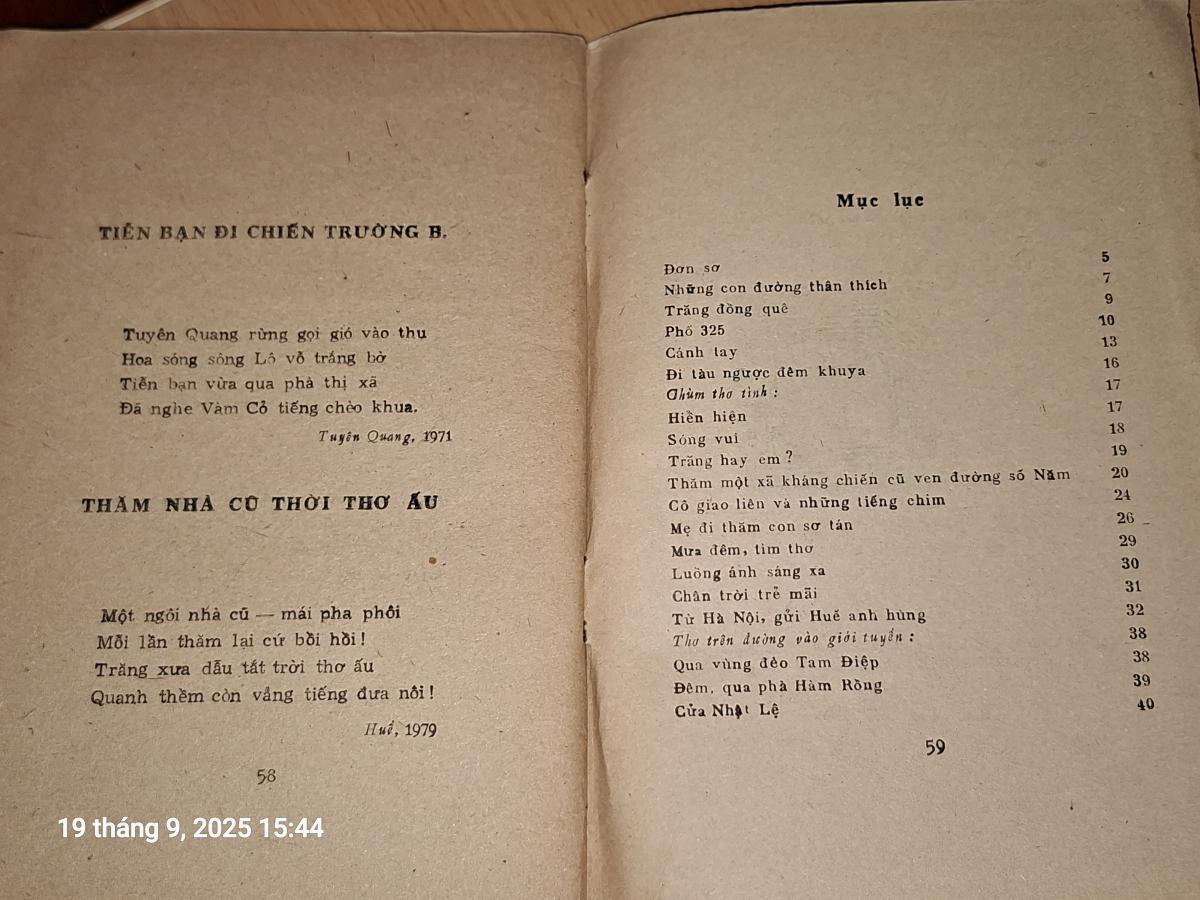 TIỄN BẠN ĐI CHIẾN TRƯỜNG B.
Tuyên Quang rừng gọi gió vào thu
Hoa sóng sông Lô vỗ trắng bờ
Tiễn bạn vừa qua phà thị xã
Đã nghe Vàm Cỏ tiếng chèo khua.
Tuyên Quang, 1971
THĂM NHÀ CŨ THỜI THƠ ẤU
Một ngôi nhà cũ — mái pha phôi
Mỗi lần thăm lại cứ bồi hồi!
Trăng xưa dẫu tắt trời thơ ấu
Quanh thềm còn vẳng tiếng đưa nôi!
Huế, 1979
58
Mục lục
Đơn sơ 5
Những con đường thân thích 7
Trăng đồng quê 9
Phố 325 10
Cánh tay 13
Đi tàu ngược đêm khuya 16
Chùm thơ tình : 17
Hiền hiện 17
Sóng vui 18
Trăng hay em ? 19
Thăm một xã kháng chiến cũ ven đường số Năm 20
Cô giao liên và những tiếng chim 24
Mẹ đi thăm con sơ tán 26
Mưa đêm, tìm thơ 29
Luồng ánh sáng xa 30
Chân trời trẻ mãi 31
Từ Hà Nội, gửi Huế anh hùng 32
Thơ trên đường vào giới tuyến : 38
Qua vùng đèo Tam Điệp 38
Đêm, qua phà Hàm Rồng 39
Cửa Nhật Lệ 40
59
19 tháng 9, 2025 15:44